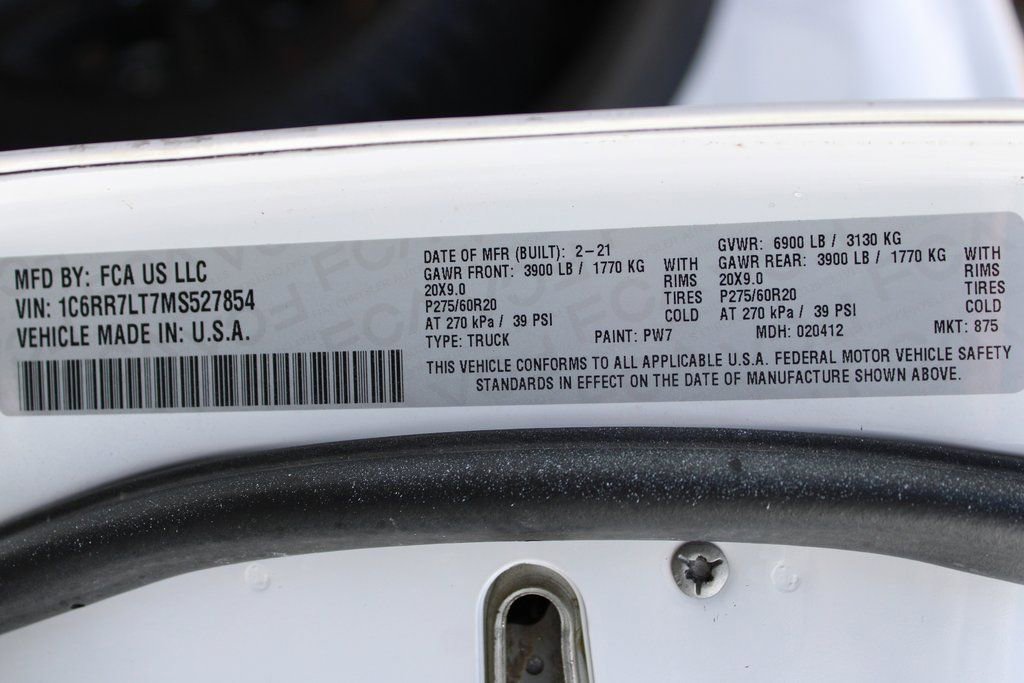 MFD BY: FCA US LLC
VIN: 1C6RR7LT7MS527854
VEHICLE MADE IN: U.S.A.
DATE OF MFR (BUILT): 2-21
GAWR FRONT: 3900 LB / 1770 KG WITH
20X9.0 RIMS
P275/60R20 TIRES
AT 270 kPa / 39 PSI COLD
TYPE: TRUCK PAINT: PW7
GVWR: 6900 LB / 3130 KG
GAWR REAR: 3900 LB / 1770 KG WITH
20X9.0 RIMS
P275/60R20 TIRES
AT 270 kPa / 39 PSI COLD
MDH: 020412 MKT: 875
THIS VEHICLE CONFORMS TO ALL APPLICABLE U.S.A. FEDERAL MOTOR VEHICLE SAFETY
STANDARDS IN EFFECT ON THE DATE OF MANUFACTURE SHOWN ABOVE.